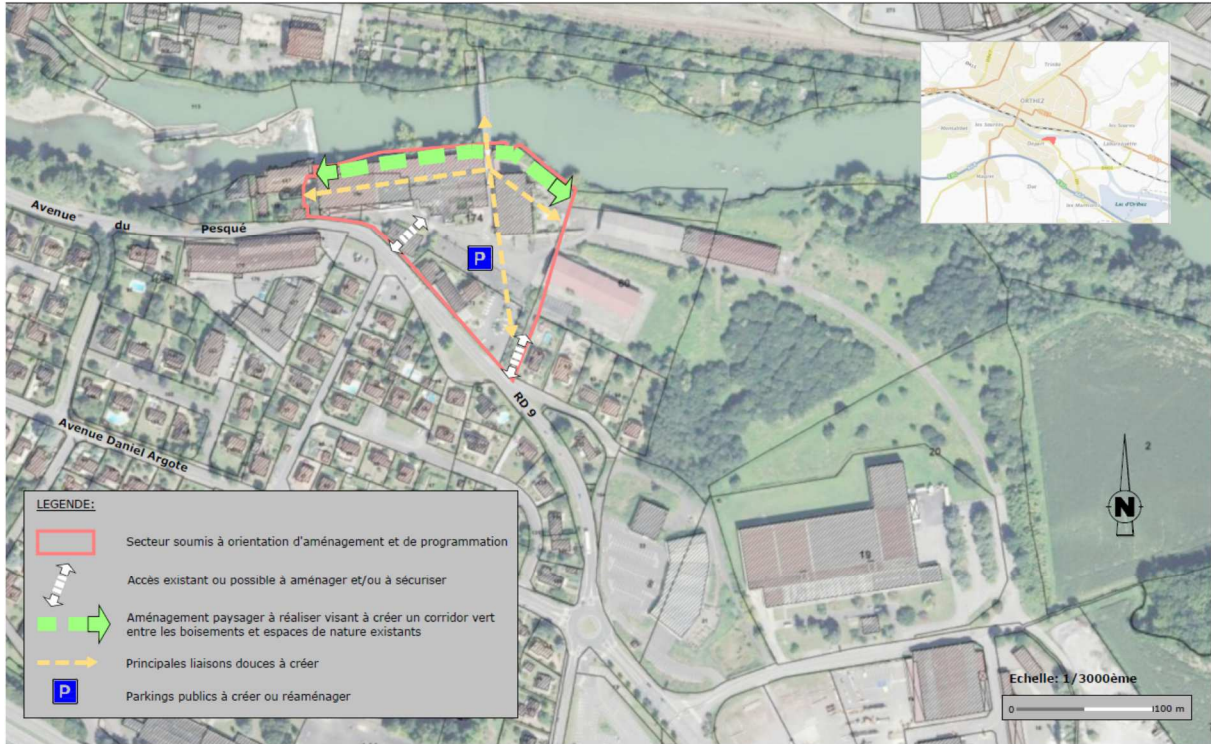 ORTHEZ
Départ
Lac d'Orthez
Avenue
du
Pesqué
174
P
RD 9
Avenue Daniel Argote
20
2
19
N
LEGENDE:
Secteur soumis à orientation d'aménagement et de programmation
Accès existant ou possible à aménager et/ou à sécuriser
Aménagement paysager à réaliser visant à créer un corridor vert
entre les boisements et espaces de nature existants
Principales liaisons douces à créer
P
Parkings publics à créer ou réaménager
Echelle: 1/3000ème
0 100 m